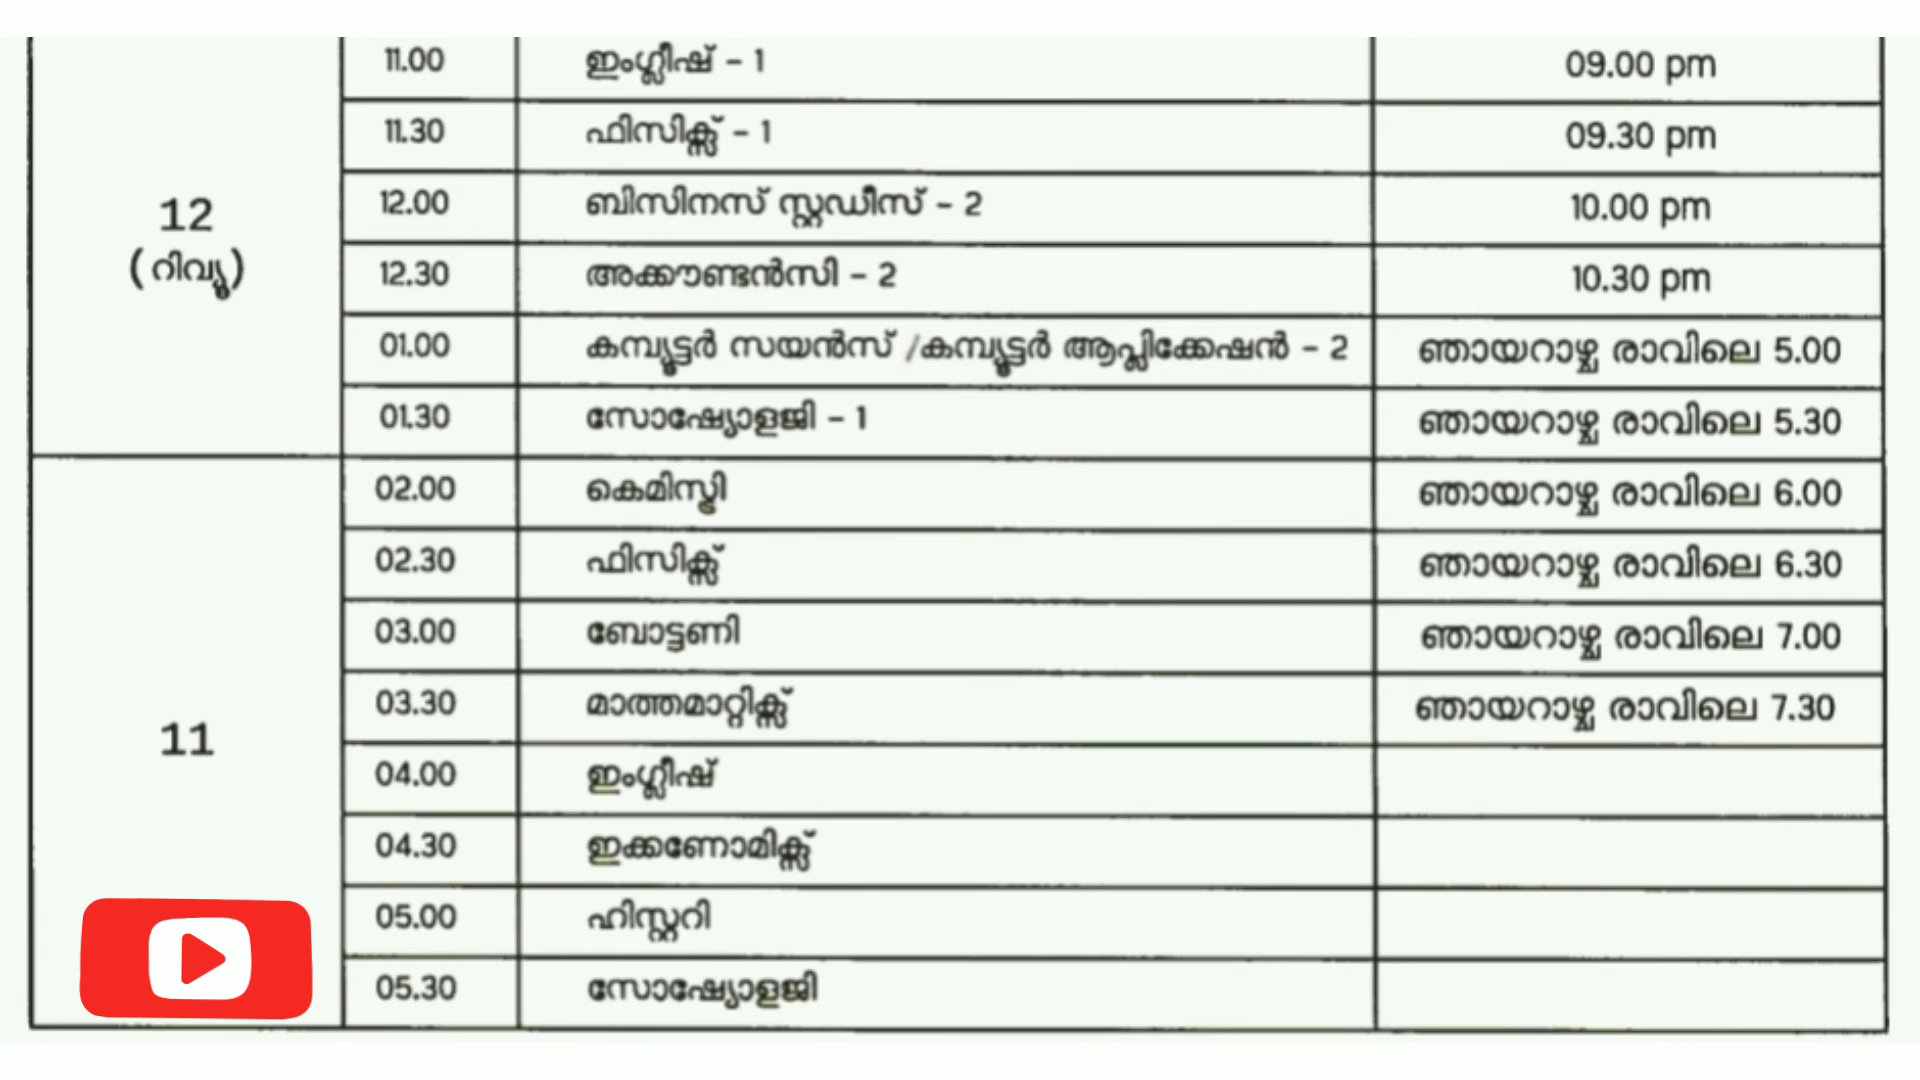 11.00 ഇംഗ്ലീഷ് – 1 09.00 pm
11.30 ഫിസിക്സ് – 1 09.30 pm
12 (റിവ്യൂ) 12.00 ബിസിനസ് സ്റ്റഡീസ് – 2 10.00 pm
12.30 അക്കൗണ്ടൻസി – 2 10.30 pm
01.00 കമ്പ്യൂട്ടർ സയൻസ് /കമ്പ്യൂട്ടർ ആപ്ലിക്കേഷൻ – 2 ഞായറാഴ്ച രാവിലെ 5.00
01.30 സോഷ്യോളജി – 1 ഞായറാഴ്ച രാവിലെ 5.30
02.00 കെമിസ്ട്രി ഞായറാഴ്ച രാവിലെ 6.00
02.30 ഫിസിക്സ് ഞായറാഴ്ച രാവിലെ 6.30
03.00 ബോട്ടണി ഞായറാഴ്ച രാവിലെ 7.00
11 03.30 മാത്തമാറ്റിക്സ് ഞായറാഴ്ച രാവിലെ 7.30
04.00 ഇംഗ്ലീഷ്
04.30 ഇക്കണോമിക്സ്
05.00 ഹിസ്റ്ററി
05.30 സോഷ്യോളജി